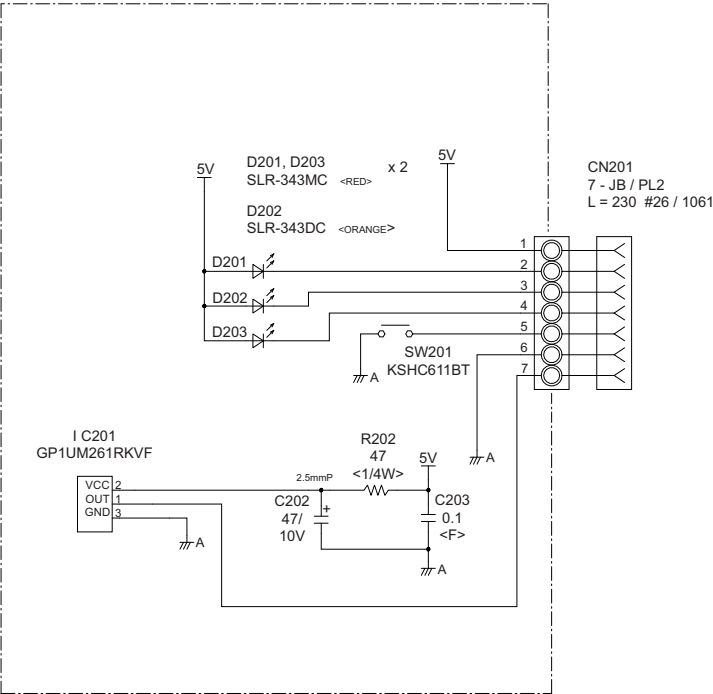 5V
D201, D203 x 2
SLR-343MC <RED>
D202
SLR-343DC <ORANGE>
5V
CN201
7 - JB / PL2
L = 230 #26 / 1061
D201
D202
D203
1
2
3
4
5
6
7
SW201
KSHC611BT
A
A
I C201
GP1UM261RKVF
VCC 2
OUT 1
GND 3
A
2.5mmP
R202
47
<1/4W>
5V
C202
47/
10V
+
C203
0.1
<F>
A